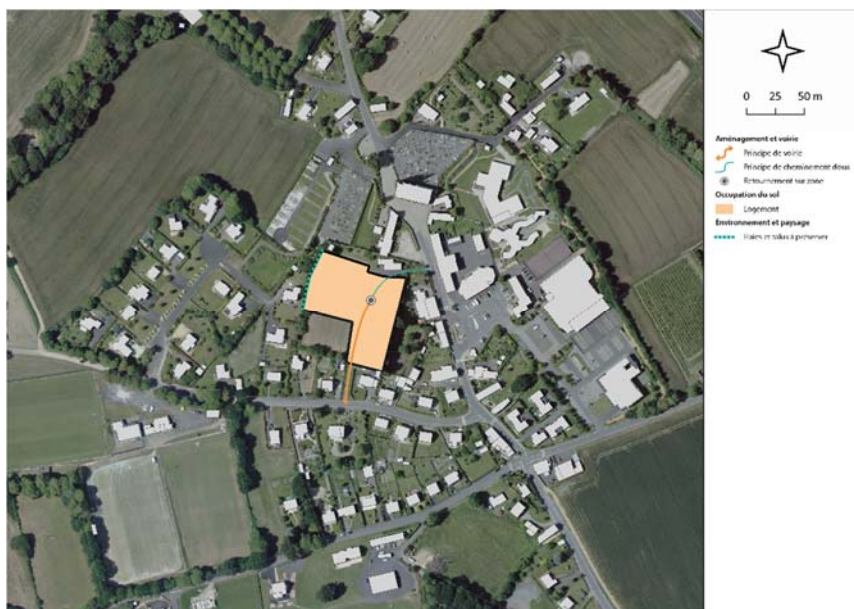 0 25 50 m
Aménagement et voirie
Principe de voirie
Principe de cheminement doux
Retournement sur zone
Occupation du sol
Logement
Environnement et paysage
Haies et talus à préserver